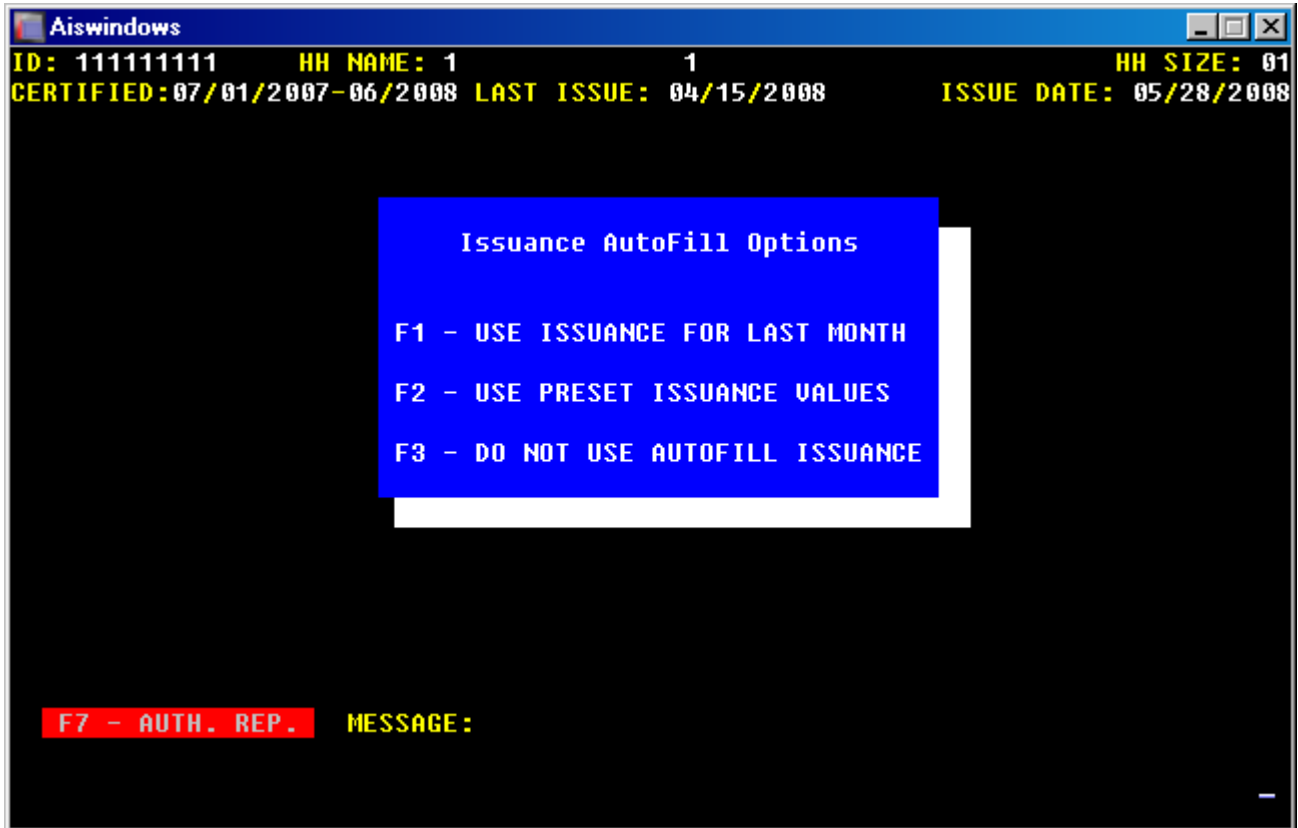 Aiswindows
ID: 111111111 HH NAME: 1 1 HH SIZE: 01
CERTIFIED:07/01/2007-06/2008 LAST ISSUE: 04/15/2008 ISSUE DATE: 05/28/2008
Issuance AutoFill Options
F1 - USE ISSUANCE FOR LAST MONTH
F2 - USE PRESET ISSUANCE VALUES
F3 - DO NOT USE AUTOFILL ISSUANCE
F7 - AUTH. REP. MESSAGE: